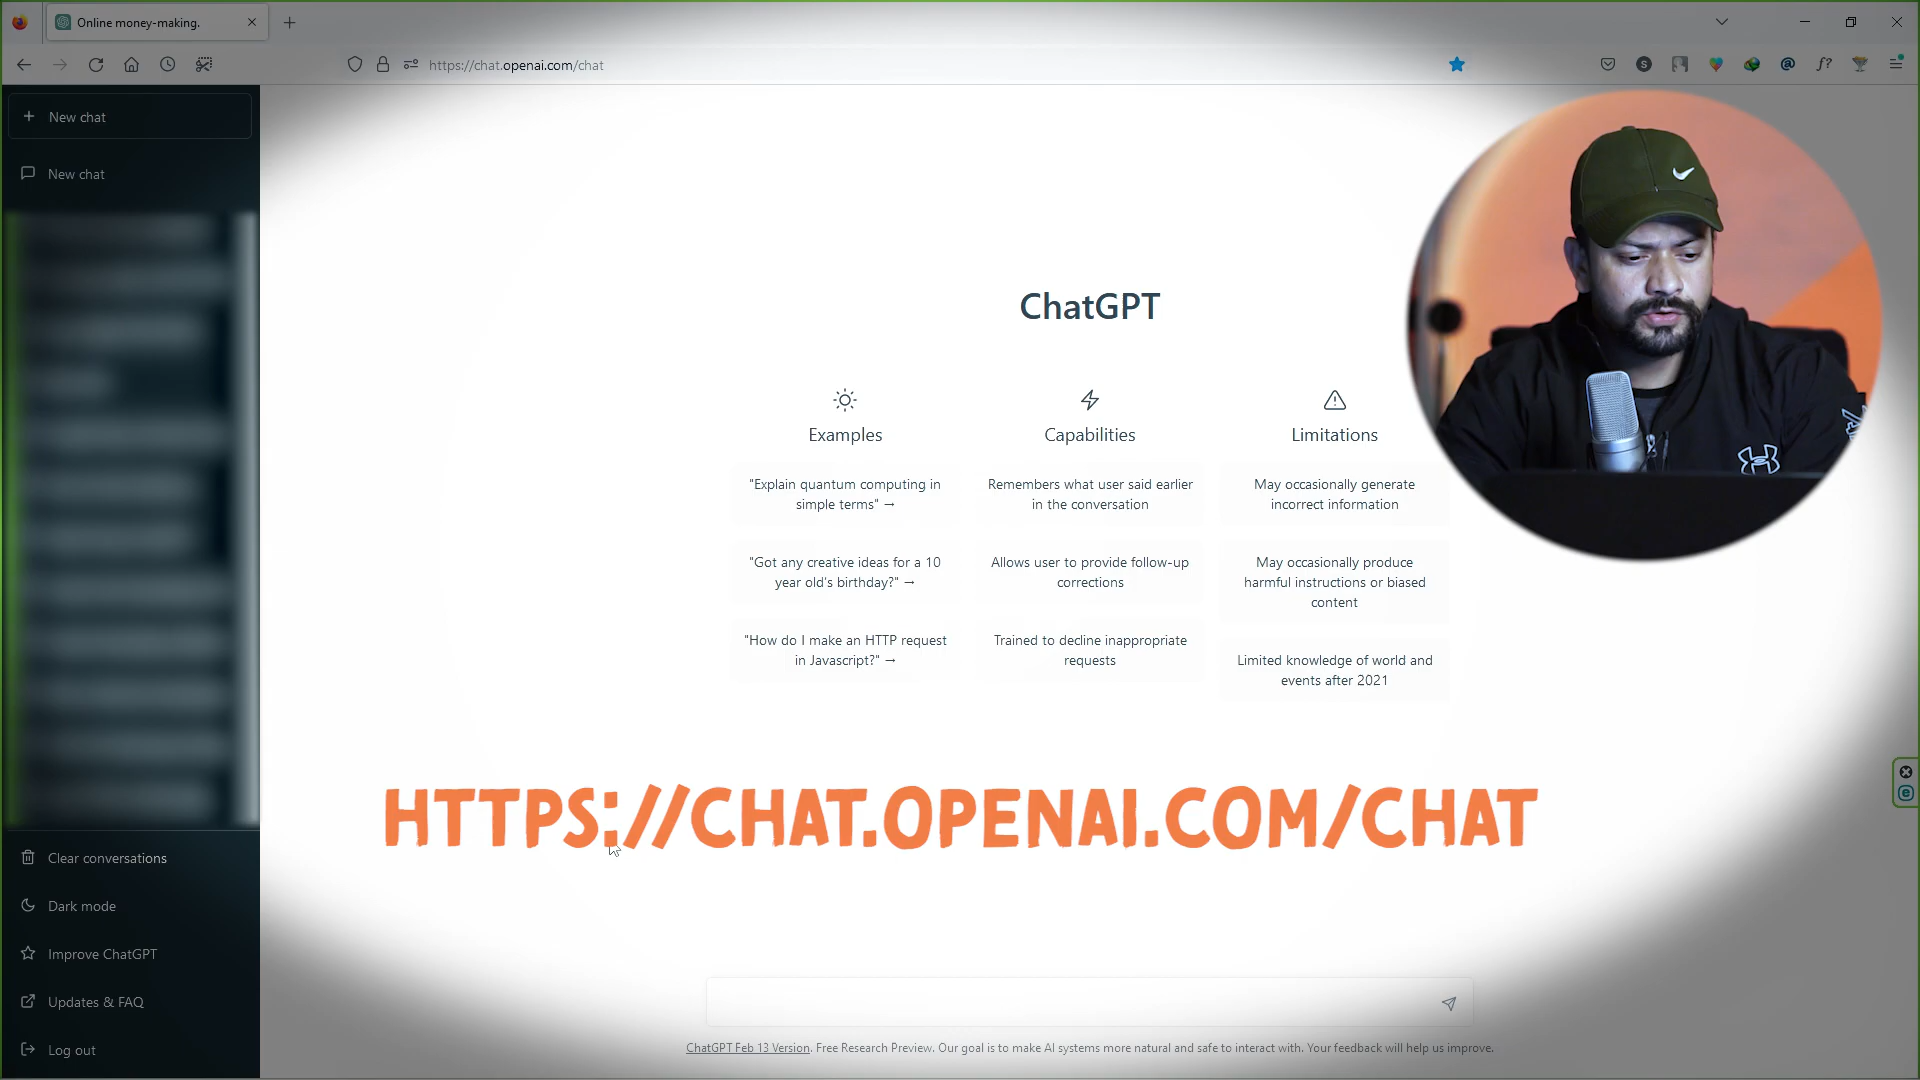 Online money-making.
https://chat.openai.com/chat
New chat
New chat
ChatGPT
Examples
Capabilities
Limitations
"Explain quantum computing in
simple terms" →
Remembers what user said earlier
in the conversation
May occasionally generate
incorrect information
"Got any creative ideas for a 10
year old's birthday?" →
Allows user to provide follow-up
corrections
May occasionally produce
harmful instructions or biased
content
"How do I make an HTTP request
in Javascript?" →
Trained to decline inappropriate
requests
Limited knowledge of world and
events after 2021
HTTPS://CHAT.OPENAI.COM/CHAT
Clear conversations
Dark mode
Improve ChatGPT
Updates & FAQ
Log out
ChatGPT Feb 13 Version. Free Research Preview. Our goal is to make AI systems more natural and safe to interact with. Your feedback will help us improve.